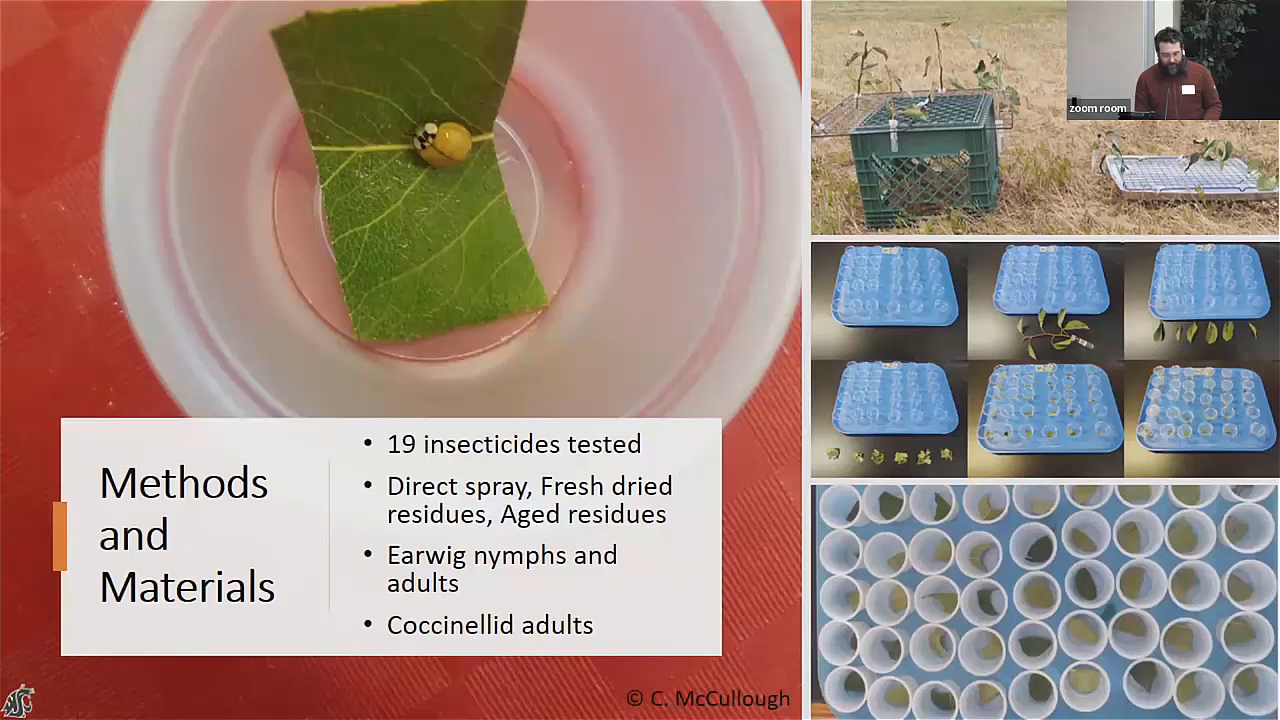 zoom room
Methods
and
Materials
• 19 insecticides tested
• Direct spray, Fresh dried
residues, Aged residues
• Earwig nymphs and
adults
• Coccinellid adults
© C. McCullough